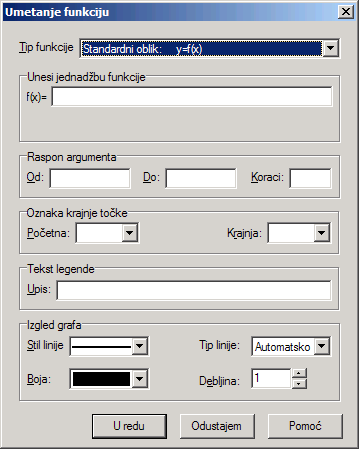 Umetanje funkciju
Tip funkcije Standardni oblik: y=f(x)
Unesi jednadžbu funkcije
f(x)=
Raspon argumenta
Od: Do: Koraci:
Oznaka krajnje točke
Početna: Krajnja:
Tekst legende
Upis:
Izgled grafa
Stil linije Tip linije: Automatsko
Boja: Debljina: 1
U redu Odustajem Pomoć